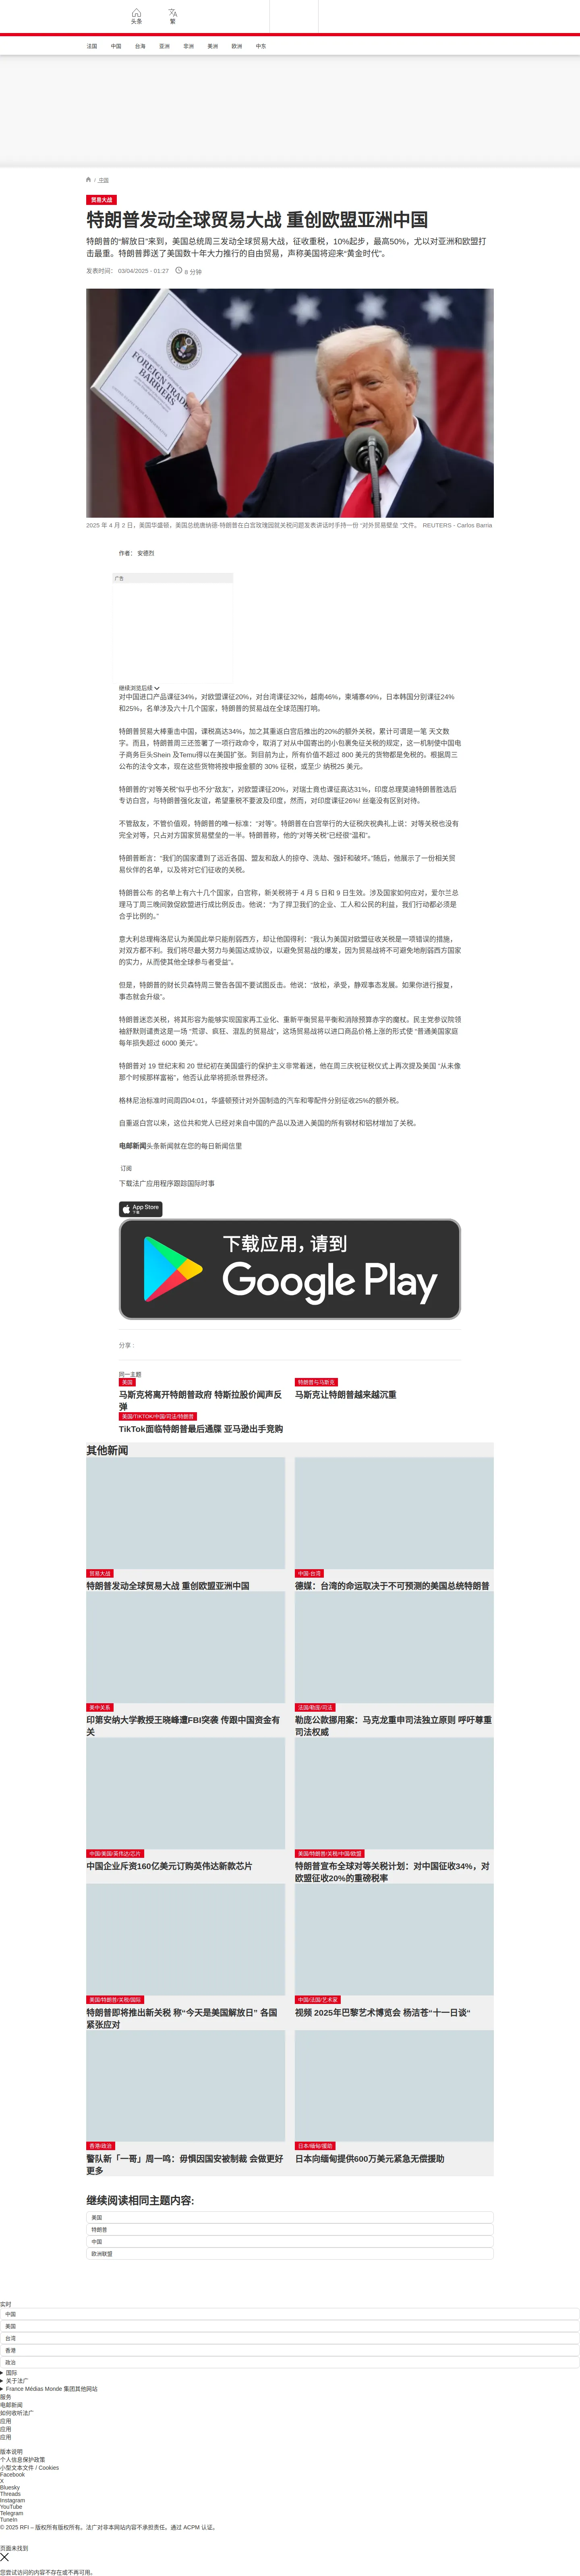 头条
繁
法国 中国 台海 亚洲 非洲 美洲 欧洲 中东
/ 中国
贸易大战
特朗普发动全球贸易大战 重创欧盟亚洲中国
特朗普的“解放日”来到，美国总统周三发动全球贸易大战，征收重税，10%起步，最高50%，尤以对亚洲和欧盟打
击最重。特朗普葬送了美国数十年大力推行的自由贸易，声称美国将迎来“黄金时代”。
发表时间： 03/04/2025 - 01:27 8 分钟
FOREIGN TRADE
BARRIERS
2025 年 4 月 2 日，美国华盛顿，美国总统唐纳德·特朗普在白宫玫瑰园就关税问题发表讲话时手持一份 “对外贸易壁垒 ”文件。 REUTERS - Carlos Barria
作者： 安德烈
广告
继续浏览后续
对中国进口产品课征34%，对欧盟课征20%，对台湾课征32%，越南46%，柬埔寨49%，日本韩国分别课征24%
和25%，名单涉及六十几个国家，特朗普的贸易战在全球范围打响。
特朗普贸易大棒重击中国，课税高达34%，加之其重返白宫后推出的20%的额外关税，累计可谓是一笔 天文数
字。而且，特朗普周三还签署了一项行政命令，取消了对从中国寄出的小包裹免征关税的规定，这一机制使中国电
子商务巨头Shein 及Temu得以在美国扩张。到目前为止，所有价值不超过 800 美元的货物都是免税的。根据周三
公布的法令文本，现在这些货物将按申报金额的 30% 征税，或至少 纳税25 美元。
特朗普的“对等关税”似乎也不分“敌友”，对欧盟课征20%，对瑞士竟也课征高达31%，印度总理莫迪特朗普胜选后
专访白宫，与特朗普强化友谊，希望重税不要波及印度，然而，对印度课征26%! 丝毫没有区别对待。
不管敌友，不管价值观，特朗普的唯一标准：“对等”。特朗普在白宫举行的大征税庆祝典礼上说：对等关税也没有
完全对等，只占对方国家贸易壁垒的一半。特朗普称，他的“对等关税”已经很“温和”。
特朗普断言：“我们的国家遭到了远近各国、盟友和敌人的掠夺、洗劫、强奸和破坏。”随后，他展示了一份相关贸
易伙伴的名单，以及将对它们征收的关税。
特朗普公布 的名单上有六十几个国家，白宫称，新关税将于 4 月 5 日和 9 日生效。涉及国家如何应对，爱尔兰总
理马丁周三晚间敦促欧盟进行成比例反击。他说：“为了捍卫我们的企业、工人和公民的利益，我们行动都必须是
合乎比例的。”
意大利总理梅洛尼认为美国此举只能削弱西方，却让他国得利：“我认为美国对欧盟征收关税是一项错误的措施，
对双方都不利。我们将尽最大努力与美国达成协议，以避免贸易战的爆发，因为贸易战将不可避免地削弱西方国家
的实力，从而使其他全球参与者受益”。
但是，特朗普的财长贝森特周三警告各国不要试图反击。他说：“放松，承受，静观事态发展。如果你进行报复，
事态就会升级”。
特朗普迷恋关税，将其形容为能够实现国家再工业化、重新平衡贸易平衡和消除预算赤字的魔杖。民主党参议院领
袖舒默则谴责这是一场 “荒谬、疯狂、混乱的贸易战”，这场贸易战将以进口商品价格上涨的形式使 “普通美国家庭
每年损失超过 6000 美元”。
特朗普对 19 世纪末和 20 世纪初在美国盛行的保护主义非常着迷，他在周三庆祝征税仪式上再次提及美国 “从未像
那个时候那样富裕”，他否认此举将扼杀世界经济。
格林尼治标准时间周四04:01，华盛顿预计对外国制造的汽车和零配件分别征收25%的额外税。
自重返白宫以来，这位共和党人已经对来自中国的产品以及进入美国的所有钢材和铝材增加了关税。
电邮新闻头条新闻就在您的每日新闻信里
订阅
下载法广应用程序跟踪国际时事
App Store
下载
下载应用，请到
Google Play
分享 :
同一主题
美国
马斯克将离开特朗普政府 特斯拉股价闻声反
弹
特朗普与马斯克
马斯克让特朗普越来越沉重
美国/TIKTOK/中国/司法/特朗普
TikTok面临特朗普最后通牒 亚马逊出手竞购
其他新闻
贸易大战
特朗普发动全球贸易大战 重创欧盟亚洲中国
中国·台湾
德媒：台湾的命运取决于不可预测的美国总统特朗普
美中关系
印第安纳大学教授王晓峰遭FBI突袭 传跟中国资金有
关
法国/勒庞/司法
勒庞公款挪用案：马克龙重申司法独立原则 呼吁尊重
司法权威
中国/美国/英伟达/芯片
中国企业斥资160亿美元订购英伟达新款芯片
美国/特朗普/关税/中国/欧盟
特朗普宣布全球对等关税计划：对中国征收34%，对
欧盟征收20%的重磅税率
美国/特朗普/关税/国际
特朗普即将推出新关税 称“今天是美国解放日” 各国
紧张应对
中国/法国/艺术家
视频 2025年巴黎艺术博览会 杨洁苍“十一日谈“
香港/政治
警队新「一哥」周一鸣：毋惧因国安被制裁 会做更好
更多
日本/缅甸/援助
日本向缅甸提供600万美元紧急无偿援助
继续阅读相同主题内容:
美国
特朗普
中国
欧洲联盟
实时
中国
美国
台湾
香港
政治
国际
关于法广
France Médias Monde 集团其他网站
服务
电邮新闻
如何收听法广
应用
应用
应用
版本说明
个人信息保护政策
小型文本文件 / Cookies
Facebook
X
Bluesky
Threads
Instagram
YouTube
Telegram
TuneIn
© 2025 RFI – 版权所有版权所有。法广对非本网站内容不承担责任。通过 ACPM 认证。
页面未找到
您尝试访问的内容不存在或不再可用。